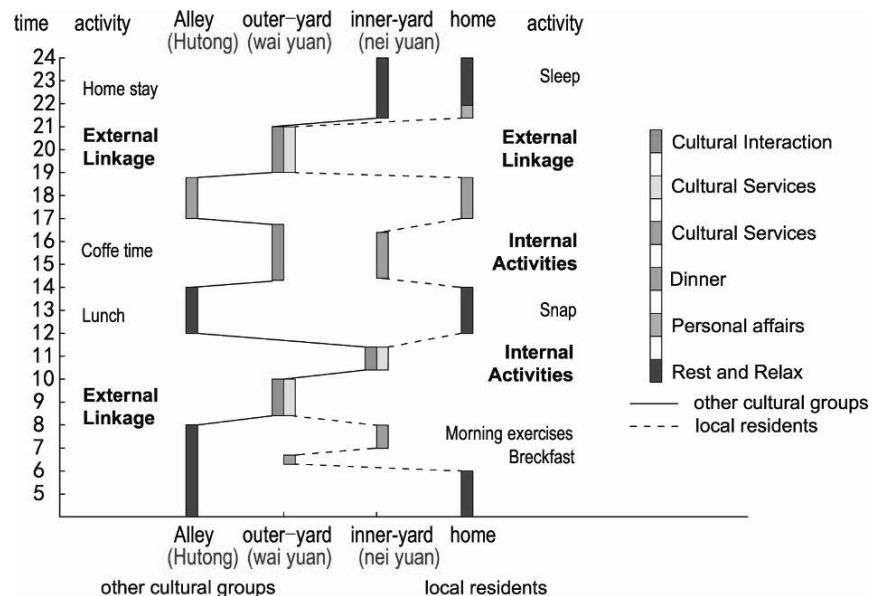 time activity Alley outer-yard inner-yard home activity
(Hutong) (wai yuan) (nei yuan)
24
Sleep
23
Home stay
22
21
External
Linkage
External
Linkage
20
19
18
17
16
Coffe time
Internal
Activities
15
14
13
Lunch
Snap
12
11
Internal
Activities
10
External
Linkage
9
8
Morning exercises
7
Breckfast
6
5
Cultural Interaction
Cultural Services
Cultural Services
Dinner
Personal affairs
Rest and Relax
other cultural groups
local residents
Alley outer-yard inner-yard home
(Hutong) (wai yuan) (nei yuan)
other cultural groups local residents